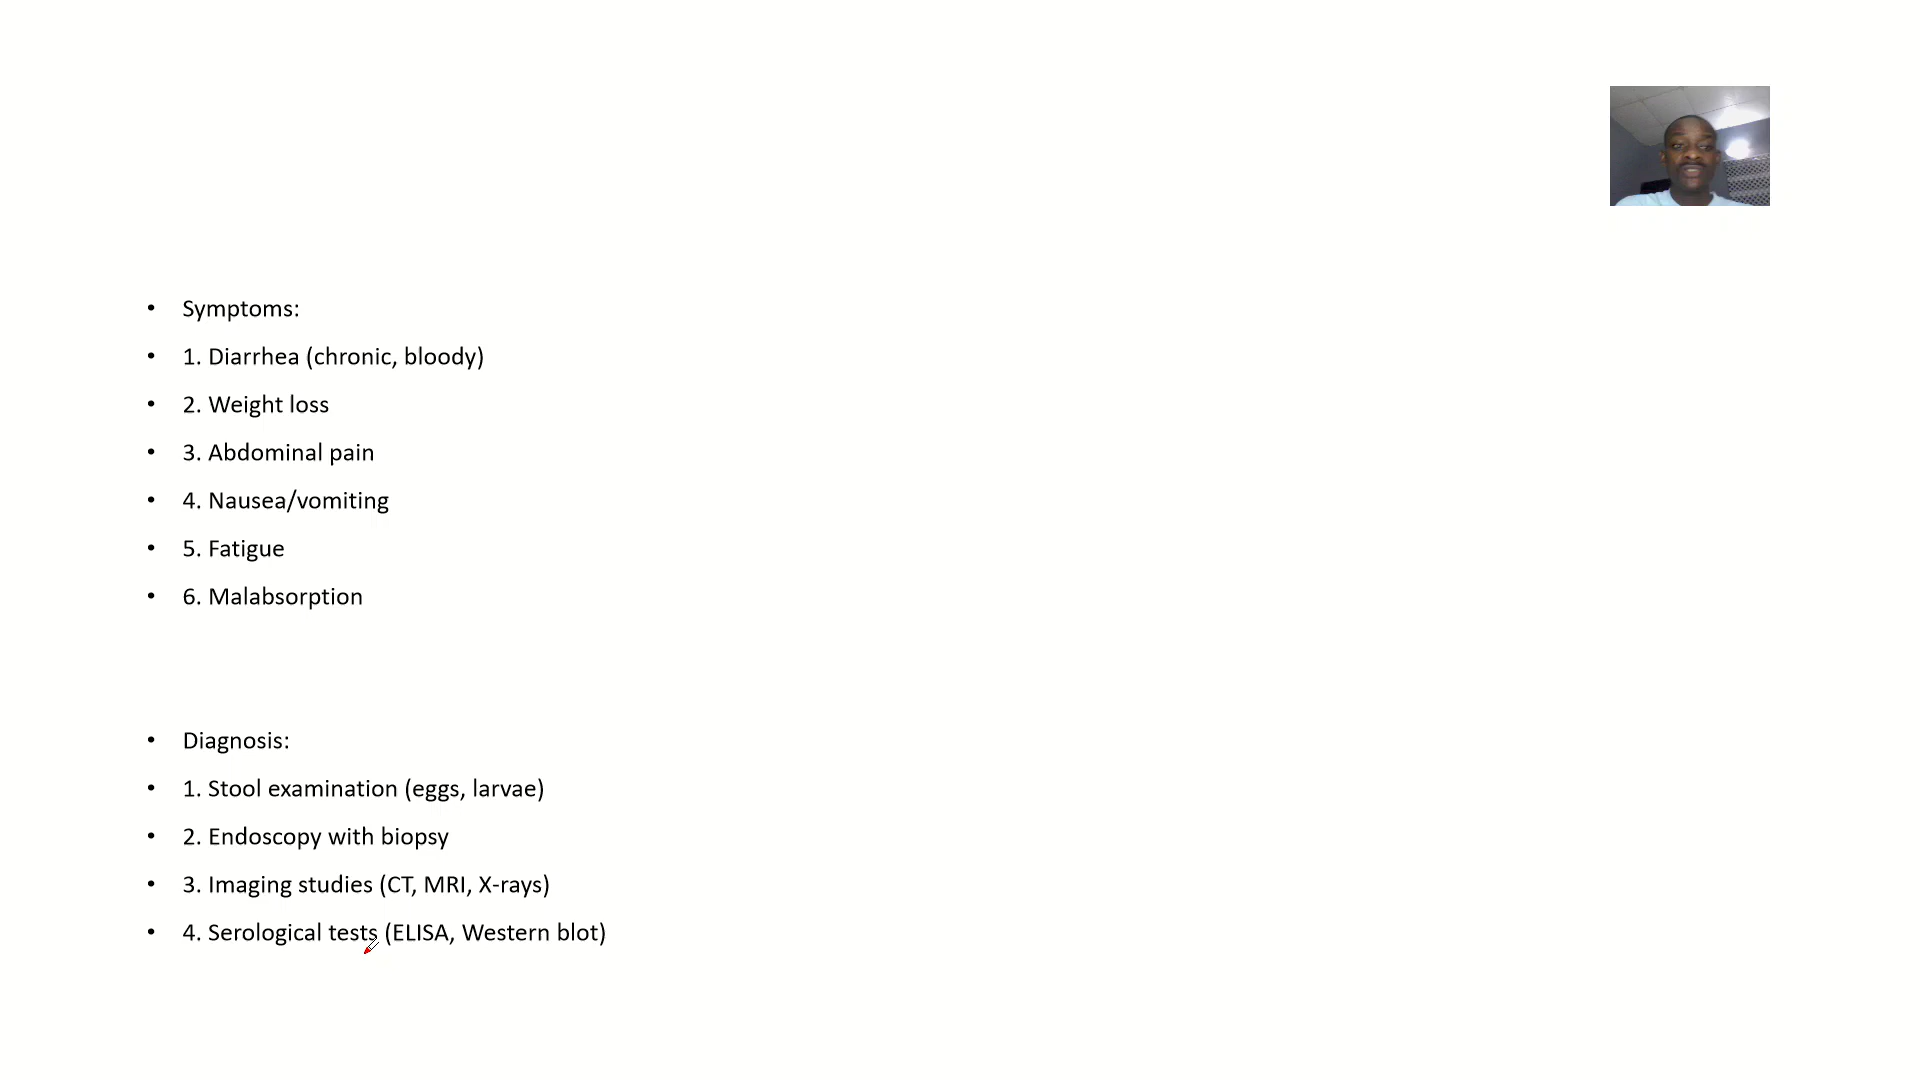 • Symptoms:
• 1. Diarrhea (chronic, bloody)
• 2. Weight loss
• 3. Abdominal pain
• 4. Nausea/vomiting
• 5. Fatigue
• 6. Malabsorption
• Diagnosis:
• 1. Stool examination (eggs, larvae)
• 2. Endoscopy with biopsy
• 3. Imaging studies (CT, MRI, X-rays)
• 4. Serological tests (ELISA, Western blot)